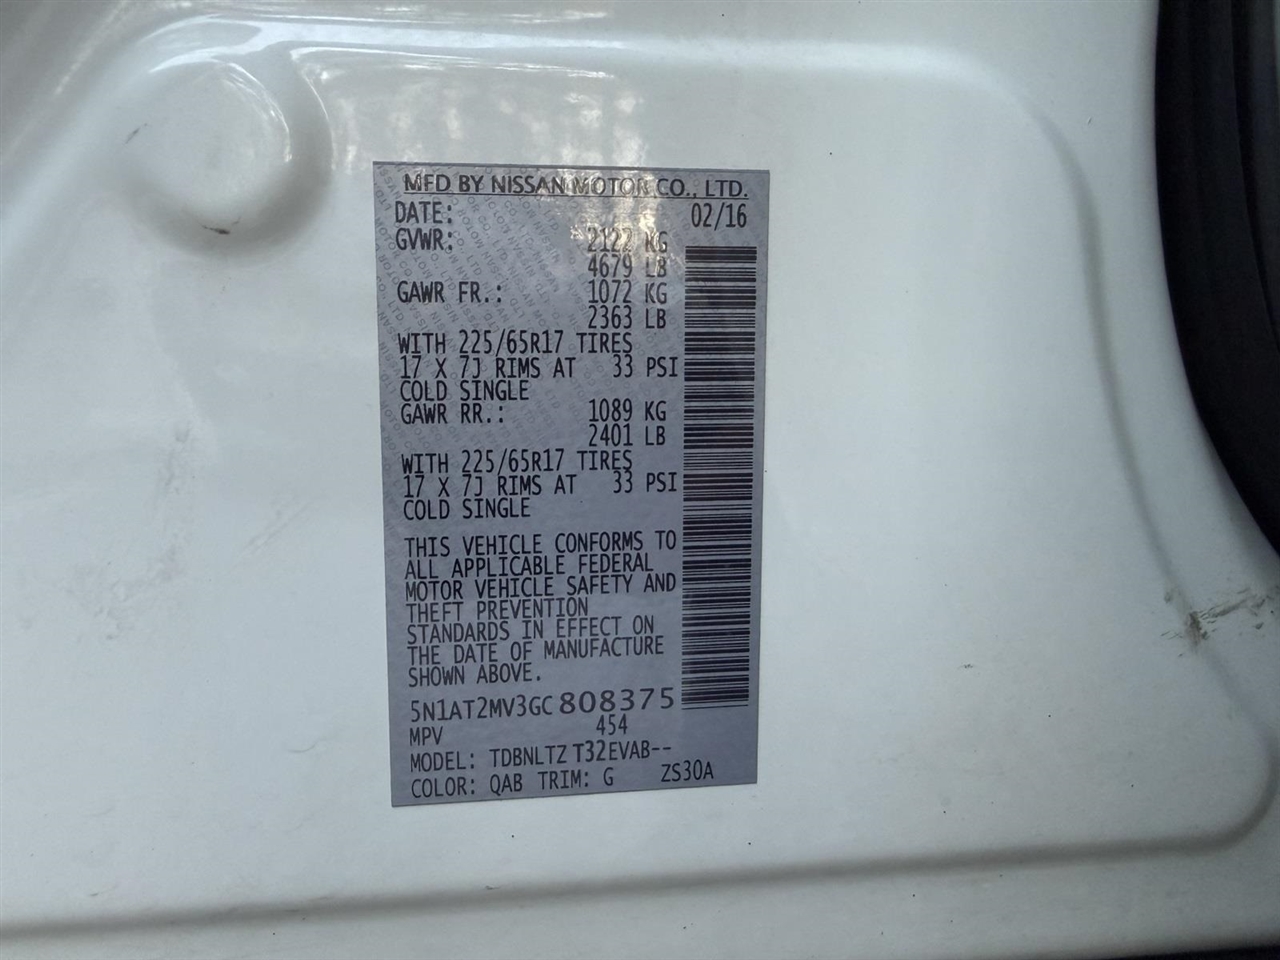 MFD BY NISSAN MOTOR CO., LTD.
DATE: 02/16
GVWR: 2122 KG
4679 LB
GAWR FR.: 1072 KG
2363 LB
WITH 225/65R17 TIRES
17 X 7J RIMS AT 33 PSI
COLD SINGLE
GAWR RR.: 1089 KG
2401 LB
WITH 225/65R17 TIRES
17 X 7J RIMS AT 33 PSI
COLD SINGLE
THIS VEHICLE CONFORMS TO
ALL APPLICABLE FEDERAL
MOTOR VEHICLE SAFETY AND
THEFT PREVENTION
STANDARDS IN EFFECT ON
THE DATE OF MANUFACTURE
SHOWN ABOVE.
5N1AT2MV3GC808375
MPV 454
MODEL: TDBNLTZ T32EVAB--
COLOR: QAB TRIM: G ZS30A